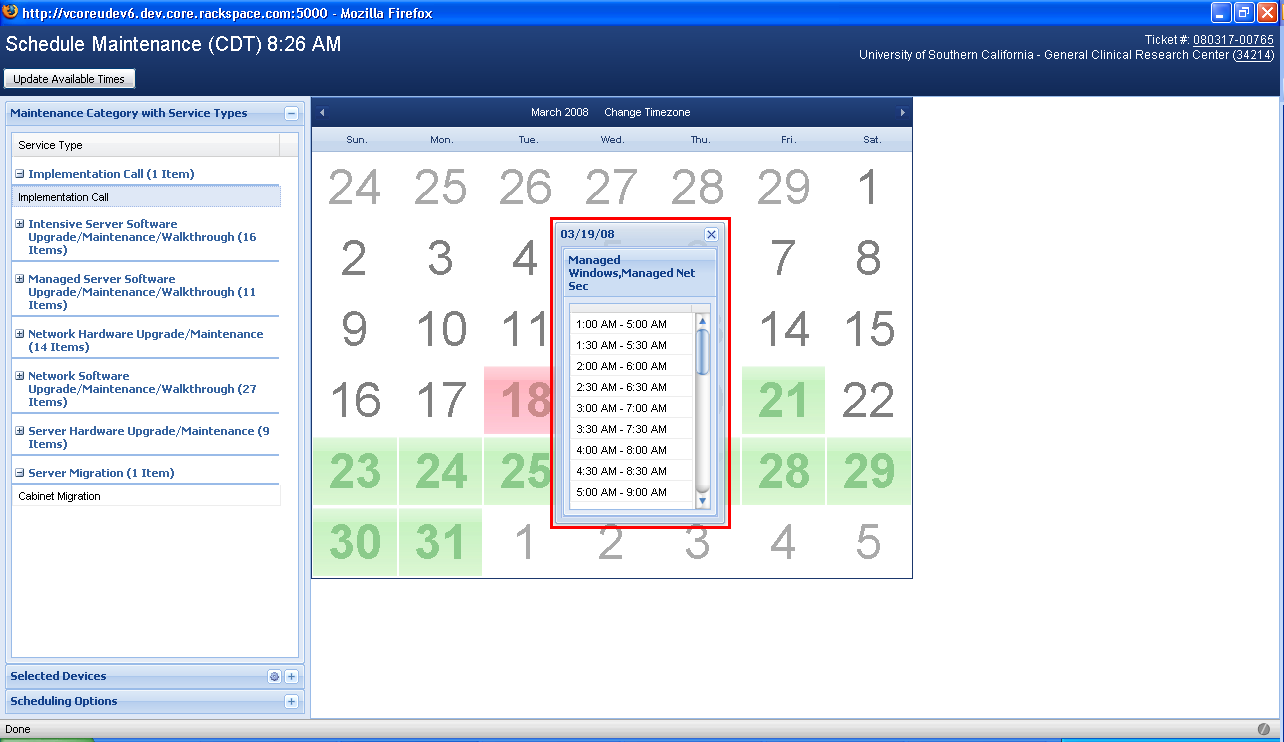 http://vcoreudev6.dev.core.rackspace.com:5000 - Mozilla Firefox
Schedule Maintenance (CDT) 8:26 AM
Ticket #: 080317-00765
University of Southern California - General Clinical Research Center (34214)
Update Available Times
Maintenance Category with Service Types
Service Type
Implementation Call (1 Item)
Implementation Call
Intensive Server Software
Upgrade/Maintenance/Walkthrough (16
Items)
Managed Server Software
Upgrade/Maintenance/Walkthrough (11
Items)
Network Hardware Upgrade/Maintenance
(14 Items)
Network Software
Upgrade/Maintenance/Walkthrough (27
Items)
Server Hardware Upgrade/Maintenance (9
Items)
Server Migration (1 Item)
Cabinet Migration
Selected Devices
Scheduling Options
March 2008 Change Timezone
Sun. Mon. Tue. Wed. Thu. Fri. Sat.
24 25 26 27 28 29 1
2 3 4 7 8
9 10 11 14 15
16 17 18 21 22
23 24 25 28 29
30 31 1 2 3 4 5
03/19/08
Managed
Windows,Managed Net
Sec
1:00 AM - 5:00 AM
1:30 AM - 5:30 AM
2:00 AM - 6:00 AM
2:30 AM - 6:30 AM
3:00 AM - 7:00 AM
3:30 AM - 7:30 AM
4:00 AM - 8:00 AM
4:30 AM - 8:30 AM
5:00 AM - 9:00 AM
Done